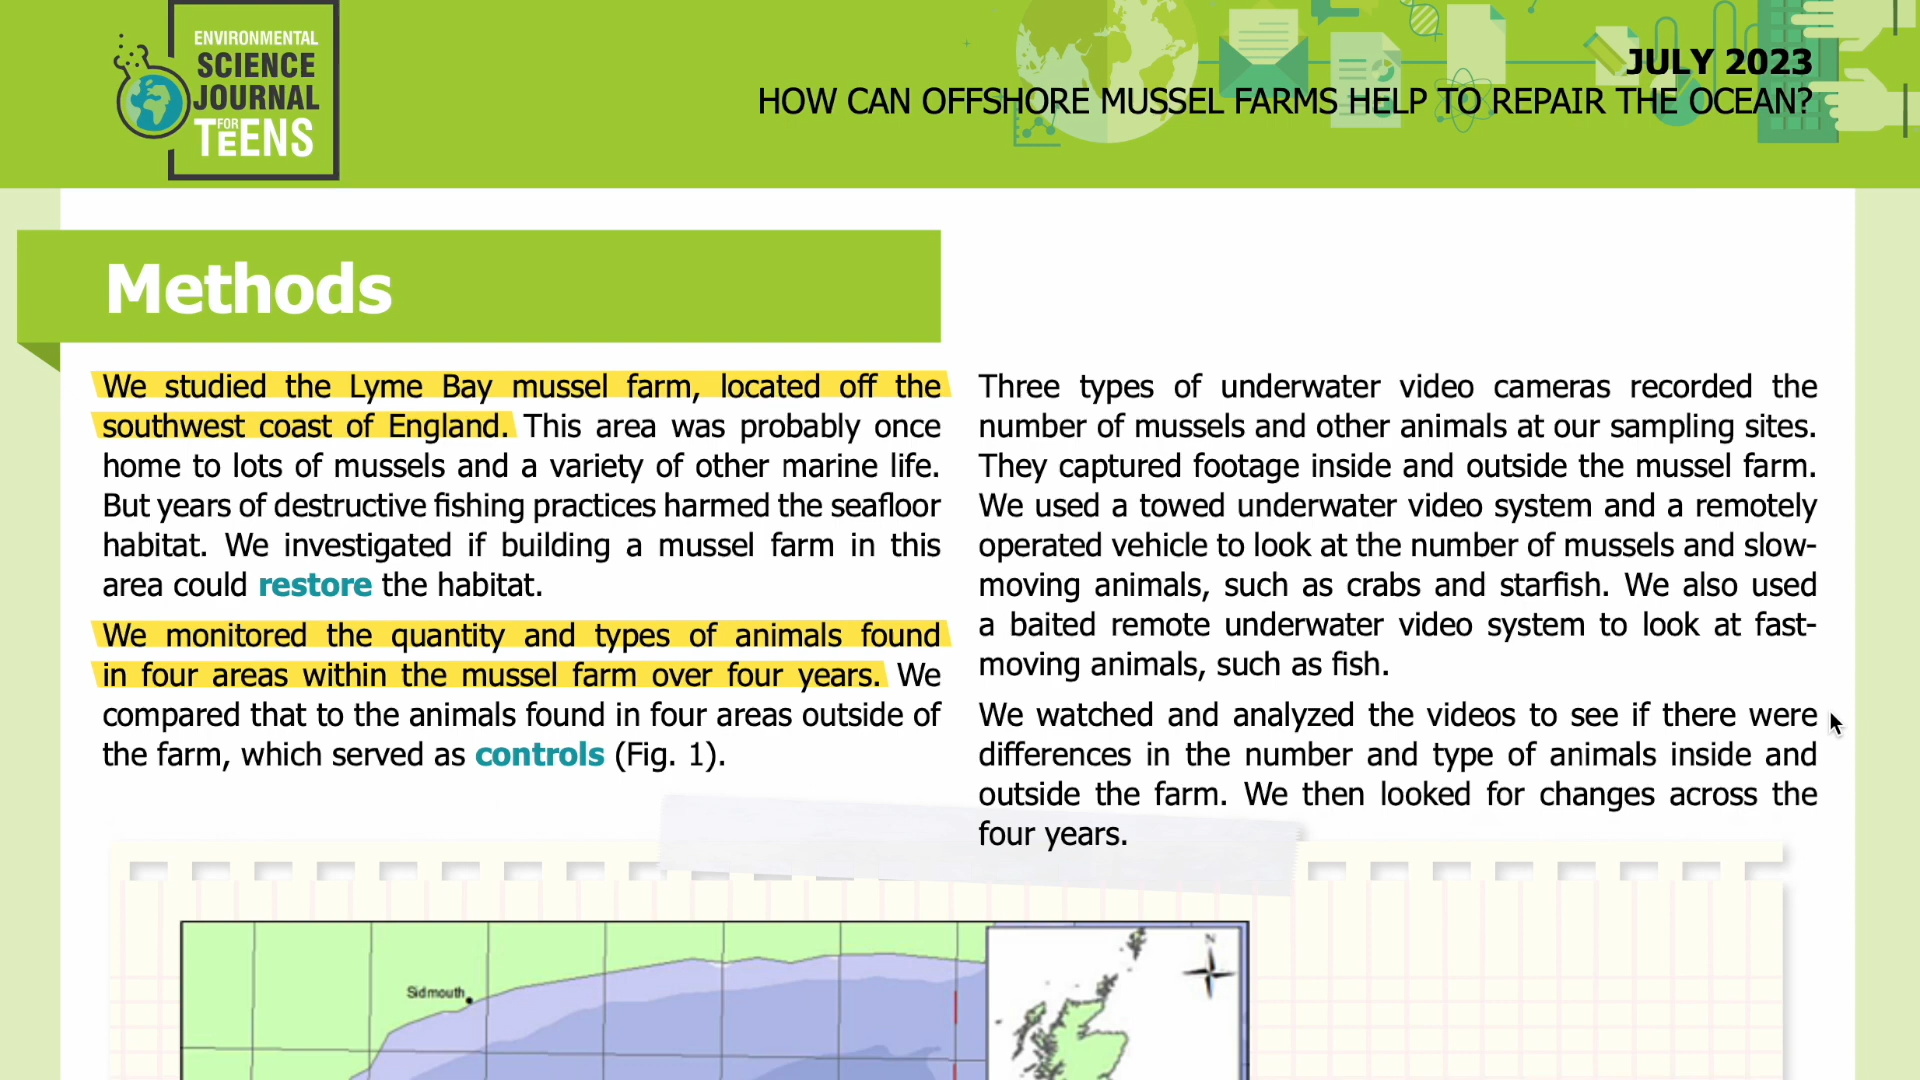 ENVIRONMENTAL
SCIENCE
JOURNAL
FOR
TEENS
JULY 2023
HOW CAN OFFSHORE MUSSEL FARMS HELP TO REPAIR THE OCEAN?
Methods
We studied the Lyme Bay mussel farm, located off the
southwest coast of England. This area was probably once
home to lots of mussels and a variety of other marine life.
But years of destructive fishing practices harmed the seafloor
habitat. We investigated if building a mussel farm in this
area could restore the habitat.
We monitored the quantity and types of animals found
in four areas within the mussel farm over four years. We
compared that to the animals found in four areas outside of
the farm, which served as controls (Fig. 1).
Three types of underwater video cameras recorded the
number of mussels and other animals at our sampling sites.
They captured footage inside and outside the mussel farm.
We used a towed underwater video system and a remotely
operated vehicle to look at the number of mussels and slow-
moving animals, such as crabs and starfish. We also used
a baited remote underwater video system to look at fast-
moving animals, such as fish.
We watched and analyzed the videos to see if there were
differences in the number and type of animals inside and
outside the farm. We then looked for changes across the
four years.
Sidmouth
N